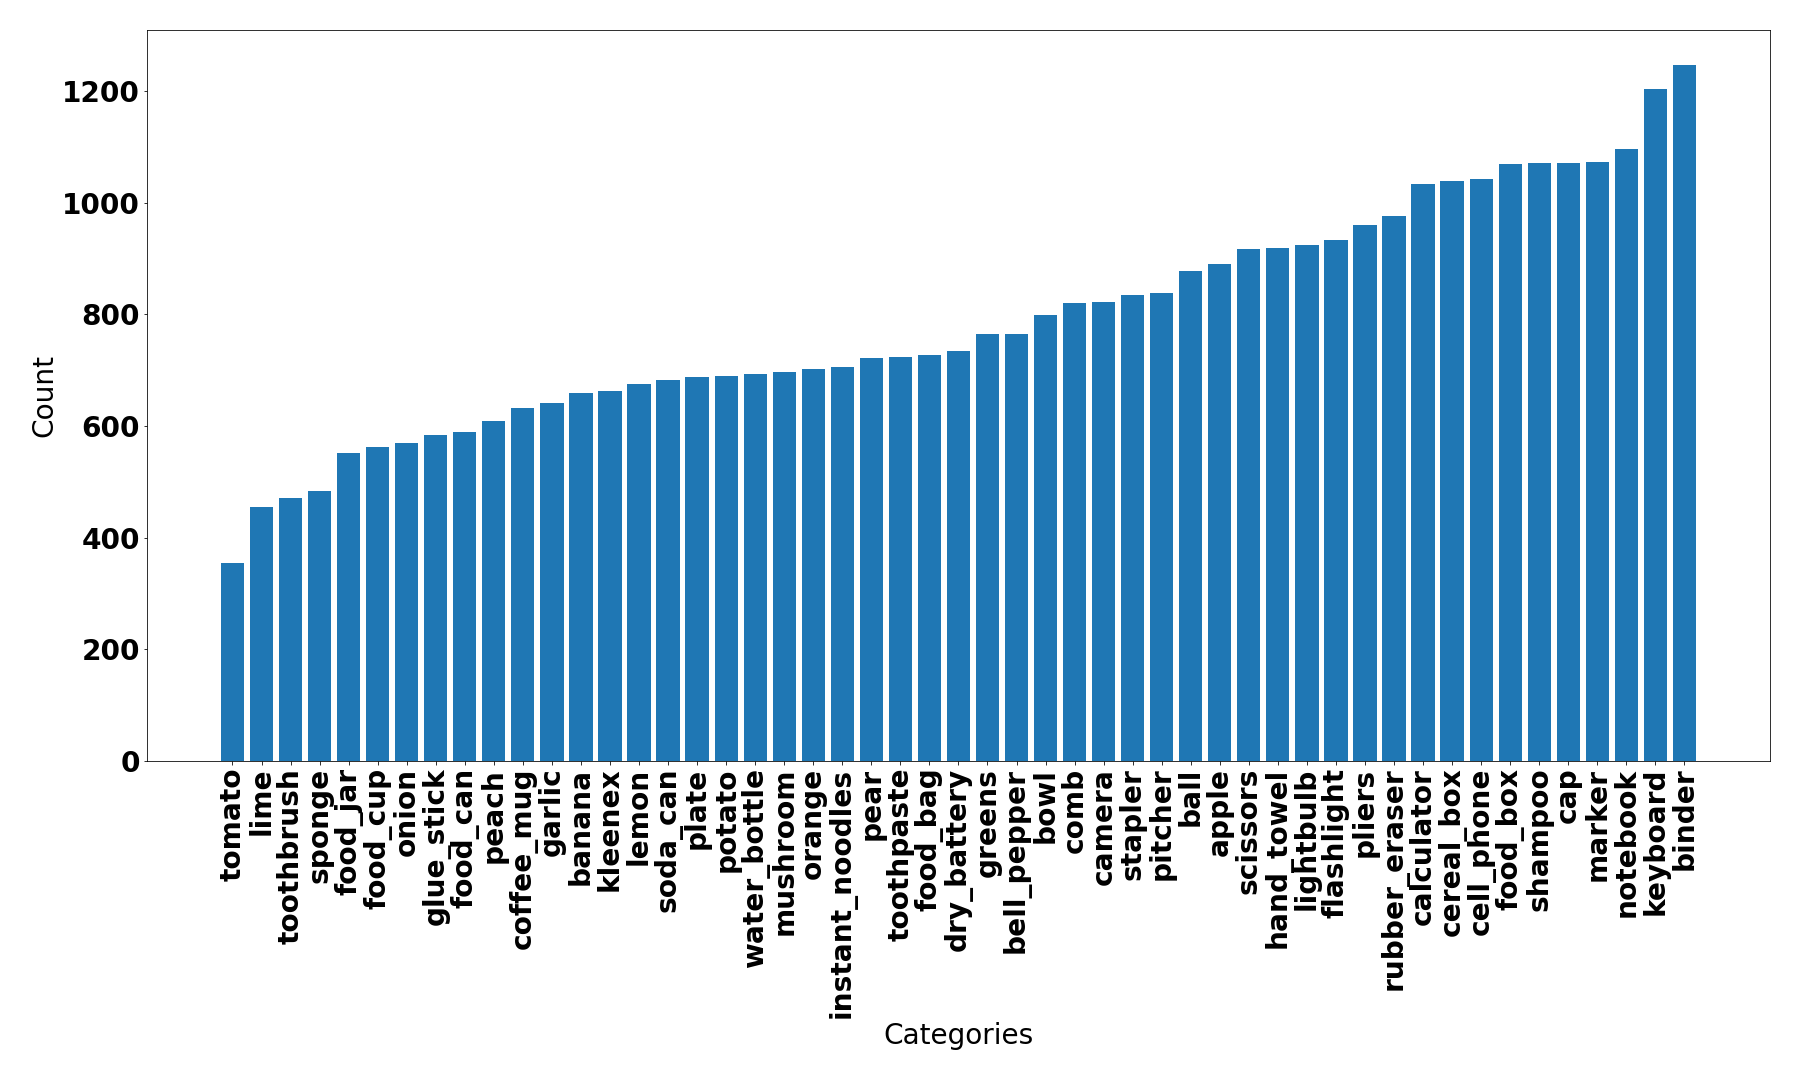 1200
1000
800
600
400
200
0
Count
tomato
lime
toothbrush
sponge
food_jar
food_cup
onion
glue_stick
food_can
peach
coffee_mug
garlic
banana
kleenex
lemon
soda_can
plate
potato
water_bottle
mushroom
orange
instant_noodles
pear
toothpaste
food_bag
dry_battery
greens
bell_pepper
bowl
comb
camera
stapler
pitcher
ball
apple
scissors
hand_towel
lightbulb
flashlight
pliers
rubber_eraser
calculator
cereal_box
cell_phone
food_box
shampoo
cap
marker
notebook
keyboard
binder
Categories